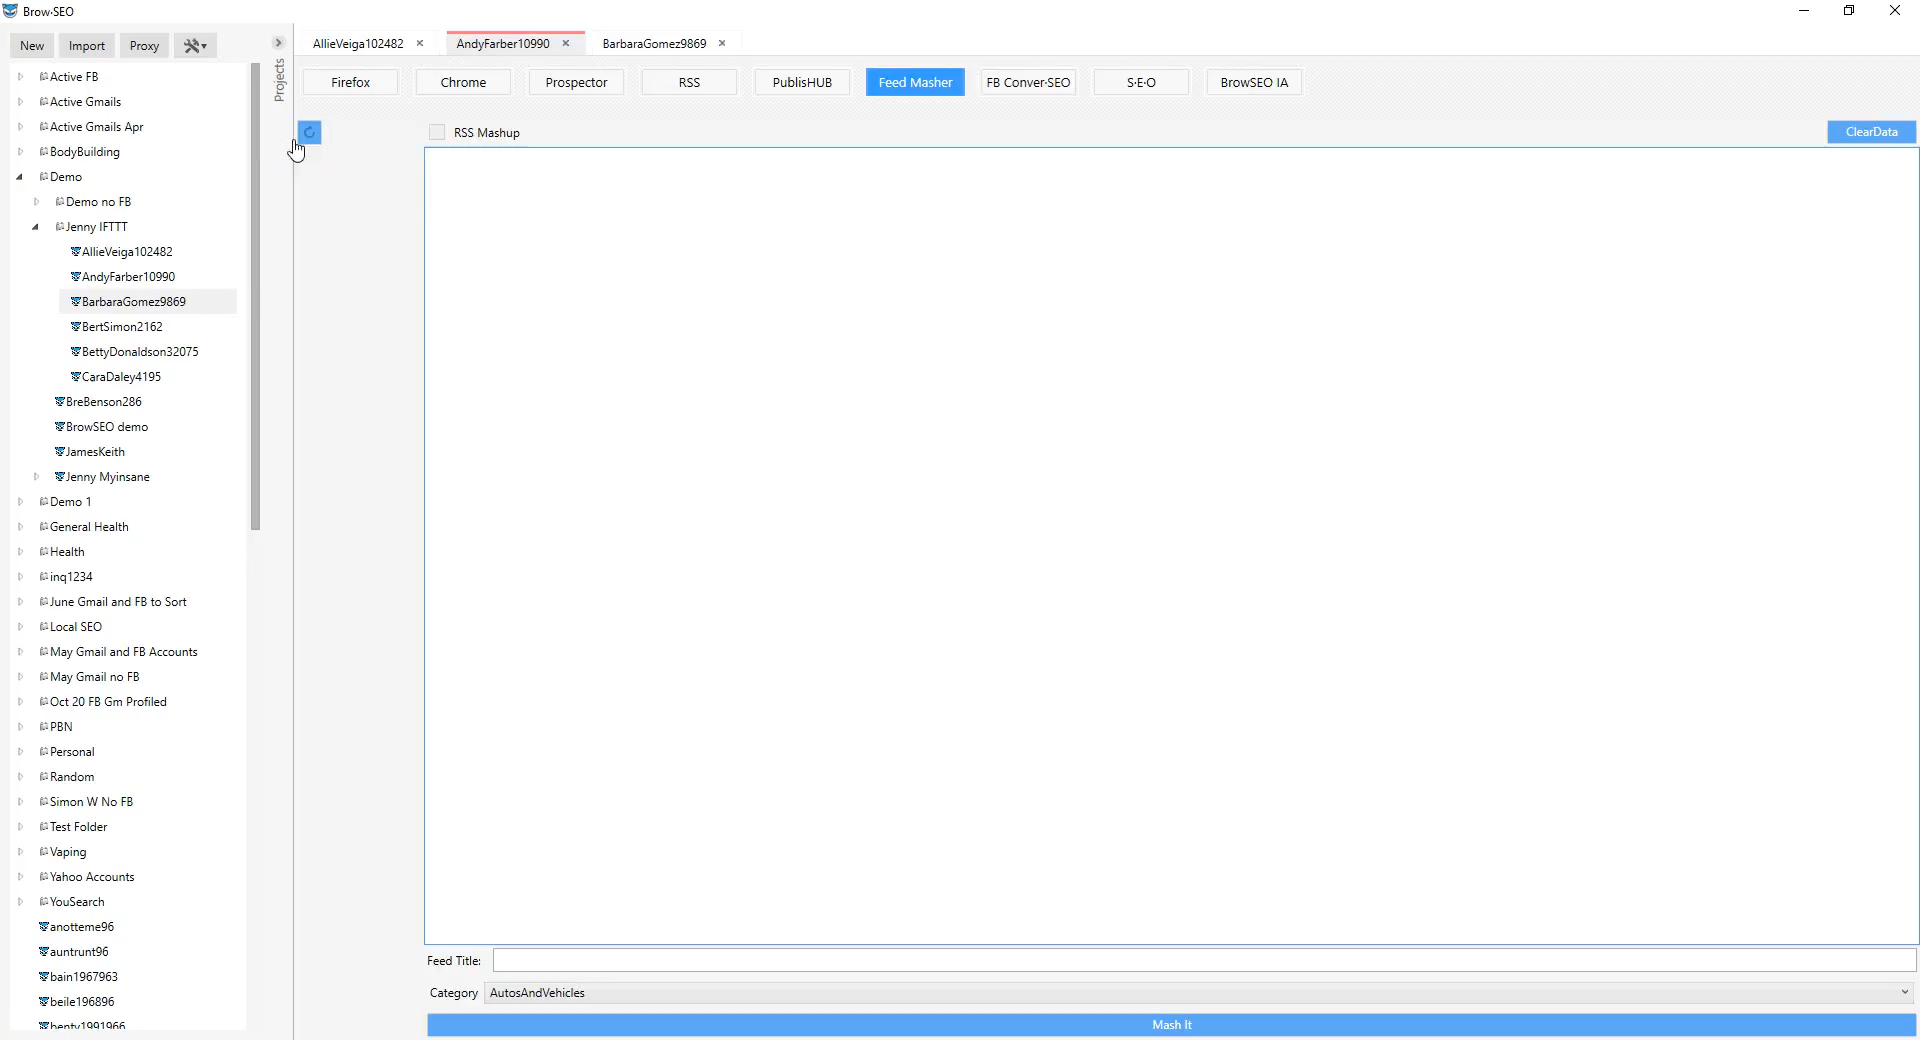 Brow·SEO
New Import Proxy
Projects
AllieVeiga102482 AndyFarber10990 BarbaraGomez9869
Firefox Chrome Prospector RSS PublisHUB Feed Masher FB Conver·SEO S·E·O BrowSEO IA
RSS Mashup
ClearData
Active FB
Active Gmails
Active Gmails Apr
BodyBuilding
Demo
Demo no FB
Jenny IFTTT
AllieVeiga102482
AndyFarber10990
BarbaraGomez9869
BertSimon2162
BettyDonaldson32075
CaraDaley4195
BreBenson286
BrowSEO demo
JamesKeith
Jenny Myinsane
Demo 1
General Health
Health
inq1234
June Gmail and FB to Sort
Local SEO
May Gmail and FB Accounts
May Gmail no FB
Oct 20 FB Gm Profiled
PBN
Personal
Random
Simon W No FB
Test Folder
Vaping
Yahoo Accounts
YouSearch
anotteme96
auntrunt96
bain1967963
beile196896
benty1991966
Feed Title:
Category AutosAndVehicles
Mash It